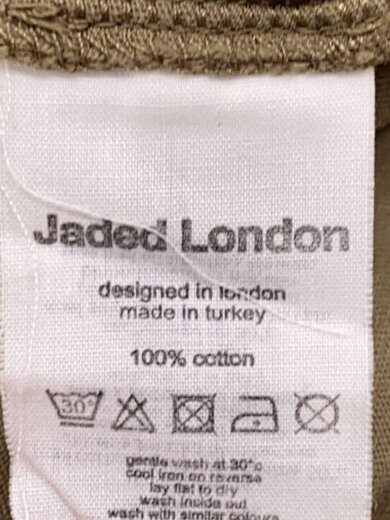 Jaded London
designed in london
made in turkey
100% cotton
30°
gentle wash at 30°c
cool iron on reverse
lay flat to dry
wash inside out
wash with similar colours